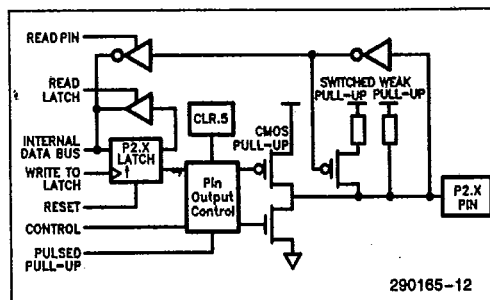 READ PIN
READ
LATCH
INTERNAL
DATA BUS
WRITE TO
LATCH
RESET
CONTROL
PULSED
PULL-UP
P2.X
LATCH
CLR.5
Pin
Output
Control
CMOS
PULL-UP
SWITCHED WEAK
PULL-UP PULL-UP
P2.X
PIN
290165-12